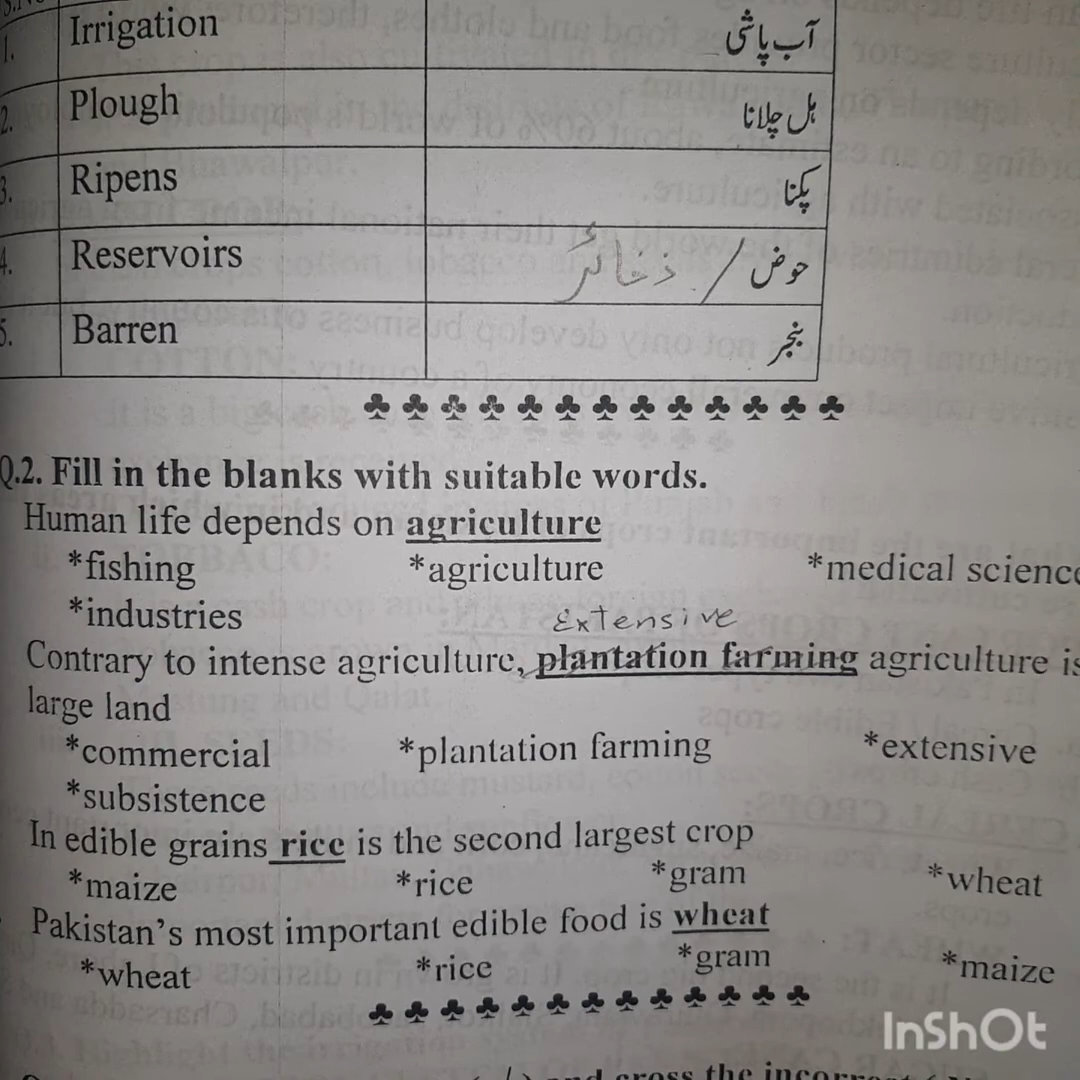 1. Irrigation آب پاشی
2. Plough ہل چلانا
3. Ripens پکنا
4. Reservoirs حوض / ذخائر
5. Barren بنجر
♣ ♣ ♣ ♣ ♣ ♣ ♣ ♣ ♣ ♣ ♣ ♣ ♣
Q.2. Fill in the blanks with suitable words.
Human life depends on agriculture
*fishing *agriculture *medical science
*industries
Extensive
Contrary to intense agriculture, plantation farming agriculture is
large land
*commercial *plantation farming *extensive
*subsistence
In edible grains rice is the second largest crop
*maize *rice *gram *wheat
Pakistan's most important edible food is wheat
*wheat *rice *gram *maize
♣ ♣ ♣ ♣ ♣ ♣ ♣ ♣ ♣ ♣ ♣ ♣ ♣
and cross the
InShOt